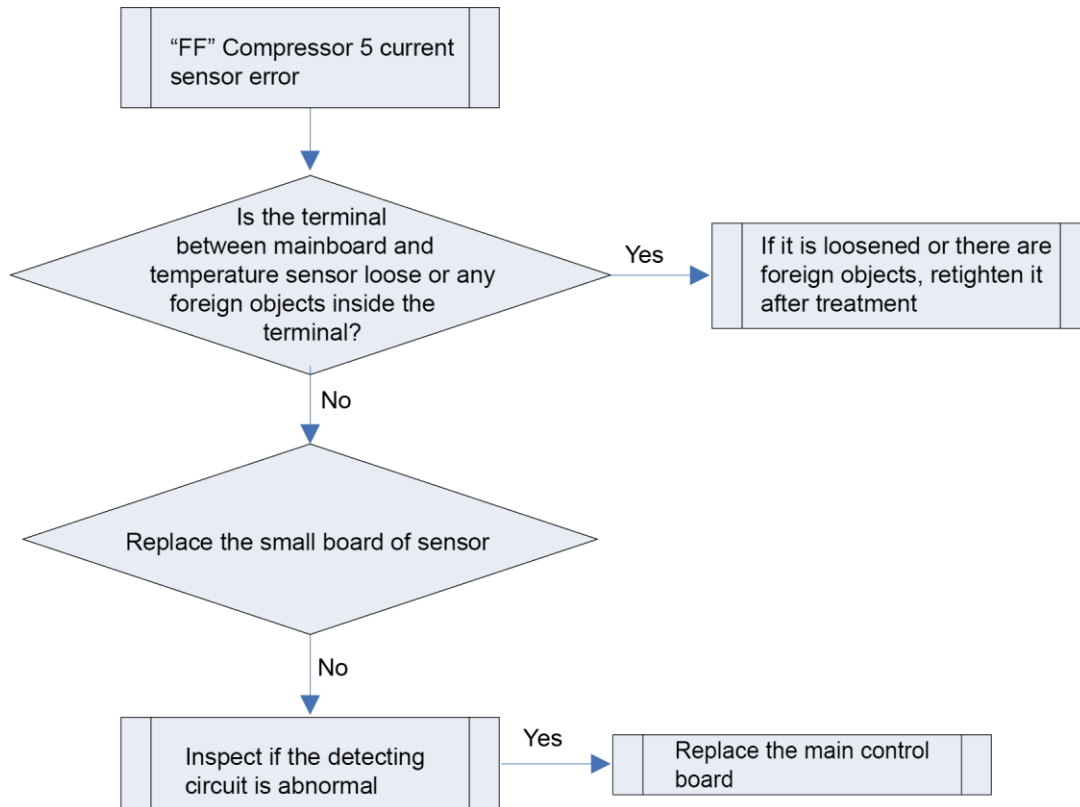 “FF” Compressor 5 current
sensor error
Is the terminal
between mainboard and
temperature sensor loose or any
foreign objects inside the
terminal?
Yes
If it is loosened or there are
foreign objects, retighten it
after treatment
No
Replace the small board of sensor
No
Inspect if the detecting
circuit is abnormal
Yes
Replace the main control
board